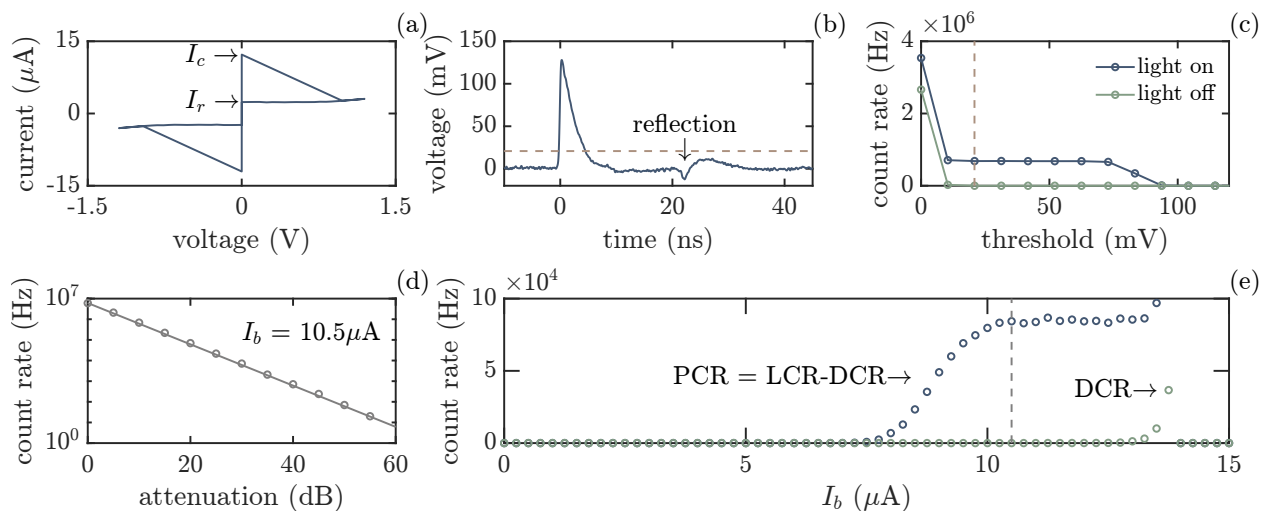 (a)
15
0
-15
current (μA)
I_c
I_r
-1.5
0
1.5
voltage (V)
(b)
150
100
50
0
voltage (mV)
reflection
0
20
40
time (ns)
(c)
×10^6
4
2
0
count rate (Hz)
light on
light off
0
50
100
threshold (mV)
(d)
10^7
10^0
count rate (Hz)
I_b = 10.5μA
0
20
40
60
attenuation (dB)
(e)
×10^4
10
5
0
count rate (Hz)
PCR = LCR-DCR
DCR
0
5
10
15
I_b (μA)